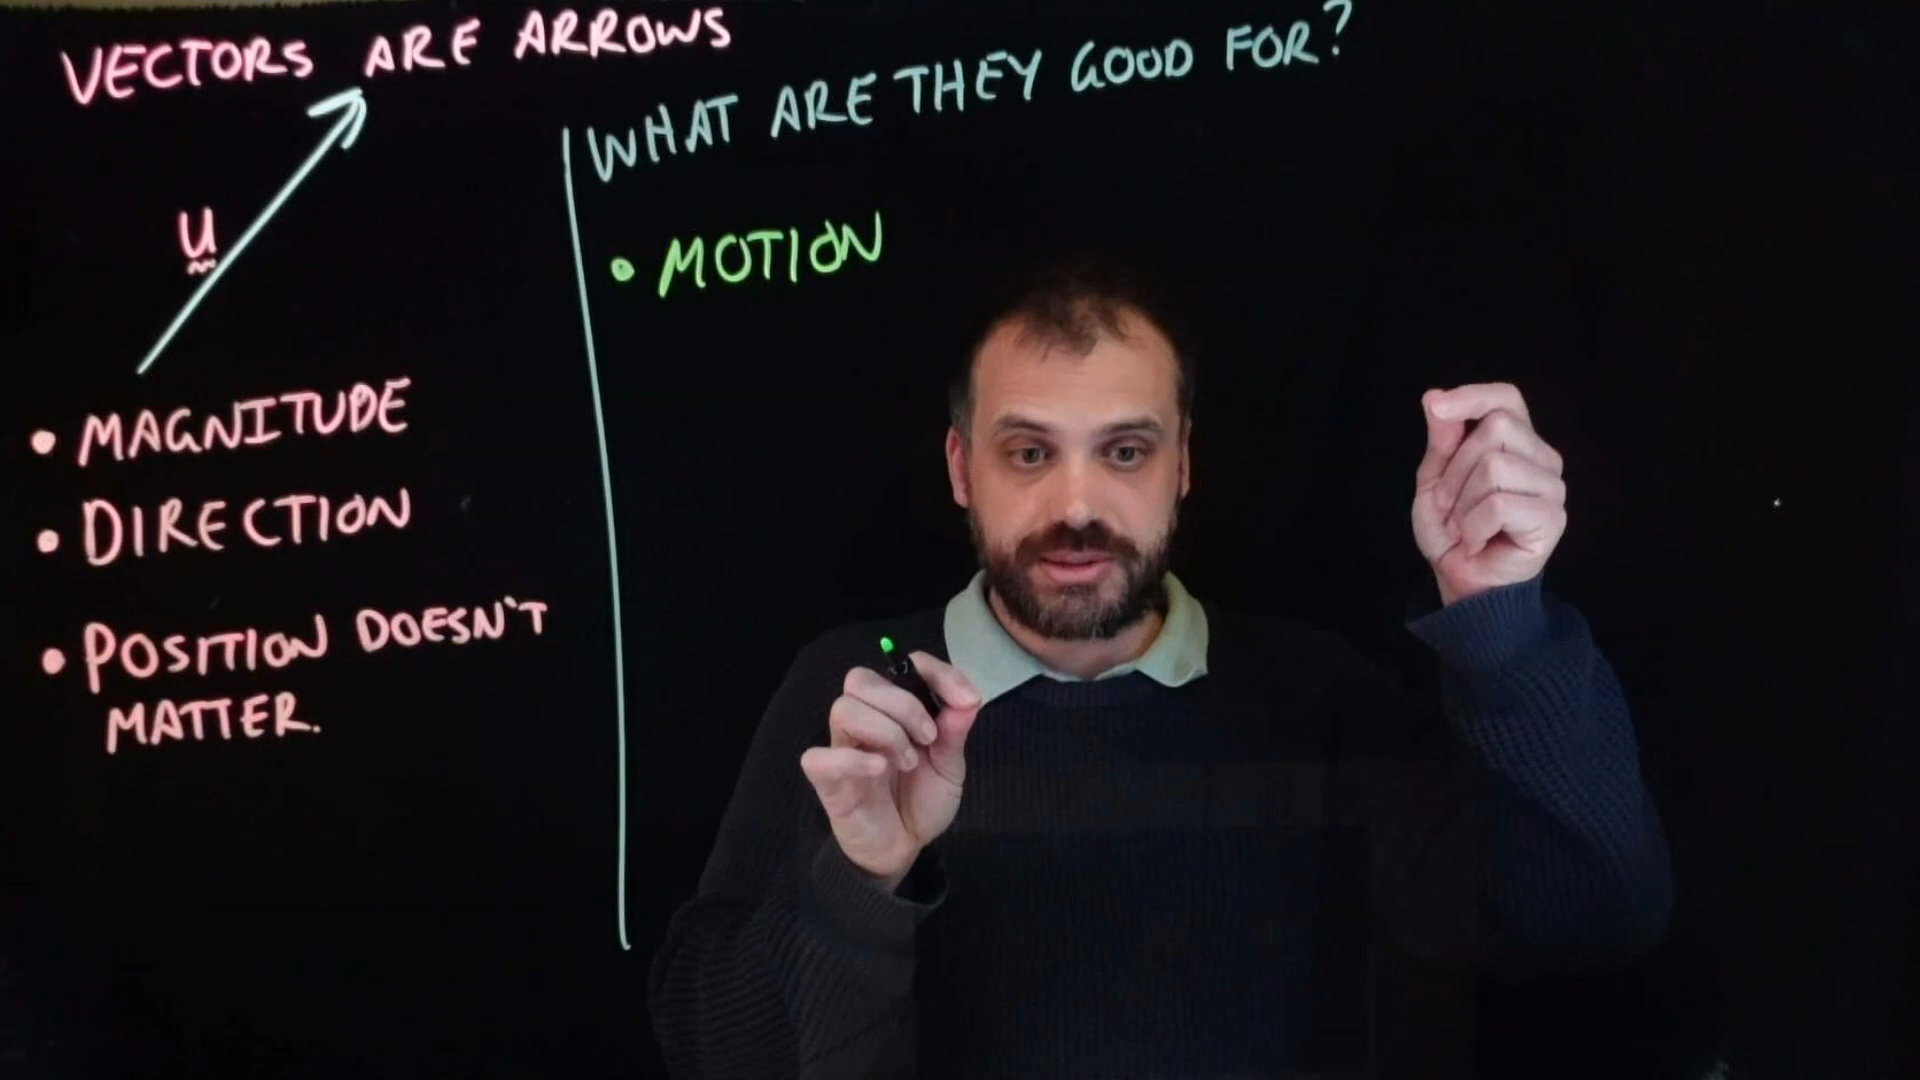 VECTORS ARE ARROWS
u
• MAGNITUDE
• DIRECTION
• POSITION DOESN'T
MATTER.
WHAT ARE THEY GOOD FOR?
• MOTION